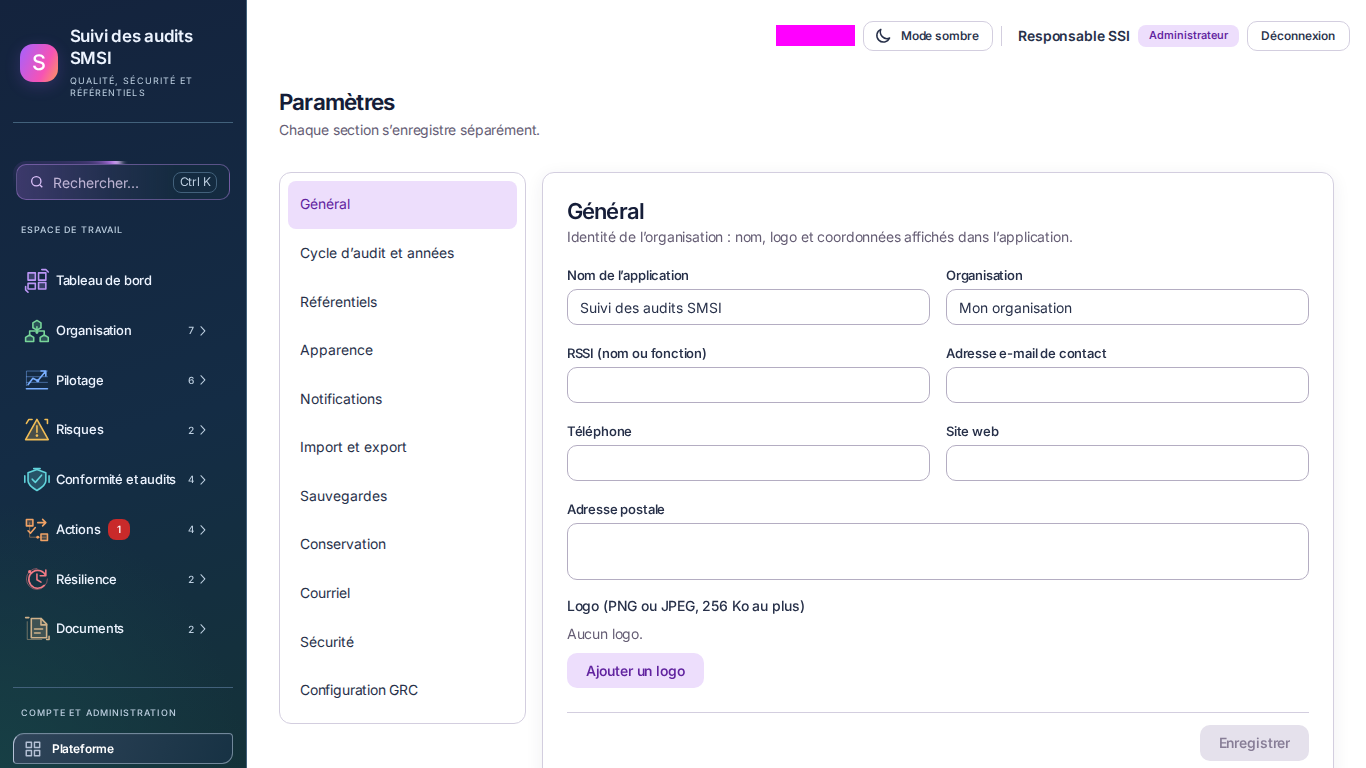 S
Suivi des audits
SMSI
QUALITÉ, SÉCURITÉ ET
RÉFÉRENTIELS
Rechercher...
Ctrl K
ESPACE DE TRAVAIL
Tableau de bord
Organisation 7
Pilotage 6
Risques 2
Conformité et audits 4
Actions 1 4
Résilience 2
Documents 2
COMPTE ET ADMINISTRATION
Plateforme
Mode sombre
Responsable SSI
Administrateur
Déconnexion
Paramètres
Chaque section s’enregistre séparément.
Général
Cycle d’audit et années
Référentiels
Apparence
Notifications
Import et export
Sauvegardes
Conservation
Courriel
Sécurité
Configuration GRC
Général
Identité de l’organisation : nom, logo et coordonnées affichés dans l’application.
Nom de l’application
Suivi des audits SMSI
Organisation
Mon organisation
RSSI (nom ou fonction)
Adresse e-mail de contact
Téléphone
Site web
Adresse postale
Logo (PNG ou JPEG, 256 Ko au plus)
Aucun logo.
Ajouter un logo
Enregistrer